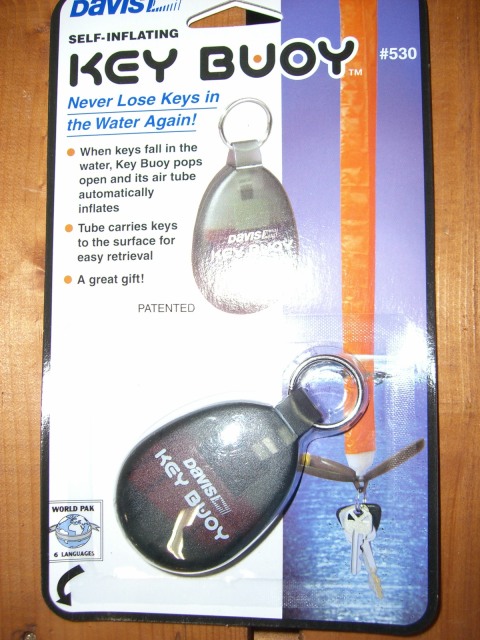 DAVIS
SELF-INFLATING
KEY BUOY™
#530
Never Lose Keys in
the Water Again!
• When keys fall in the
water, Key Buoy pops
open and its air tube
automatically
inflates
• Tube carries keys
to the surface for
easy retrieval
• A great gift!
PATENTED
DAVIS
KEY BUOY
DAVIS
KEY BUOY
WORLD PAK
6 LANGUAGES